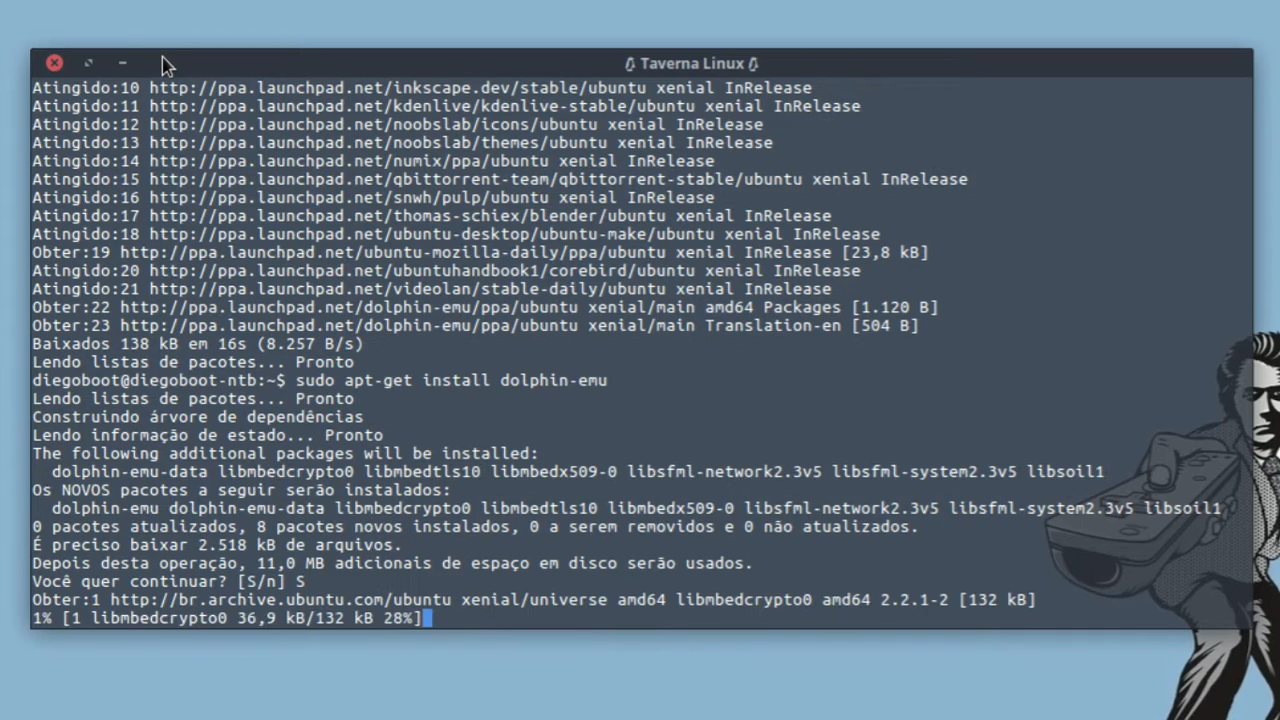 Taverna Linux
Atingido:10 http://ppa.launchpad.net/inkscape.dev/stable/ubuntu xenial InRelease
Atingido:11 http://ppa.launchpad.net/kdenlive/kdenlive-stable/ubuntu xenial InRelease
Atingido:12 http://ppa.launchpad.net/noobslab/icons/ubuntu xenial InRelease
Atingido:13 http://ppa.launchpad.net/noobslab/themes/ubuntu xenial InRelease
Atingido:14 http://ppa.launchpad.net/numix/ppa/ubuntu xenial InRelease
Atingido:15 http://ppa.launchpad.net/qbittorrent-team/qbittorrent-stable/ubuntu xenial InRelease
Atingido:16 http://ppa.launchpad.net/snwh/pulp/ubuntu xenial InRelease
Atingido:17 http://ppa.launchpad.net/thomas-schiex/blender/ubuntu xenial InRelease
Atingido:18 http://ppa.launchpad.net/ubuntu-desktop/ubuntu-make/ubuntu xenial InRelease
Obter:19 http://ppa.launchpad.net/ubuntu-mozilla-daily/ppa/ubuntu xenial InRelease [23,8 kB]
Atingido:20 http://ppa.launchpad.net/ubuntuhandbook1/corebird/ubuntu xenial InRelease
Atingido:21 http://ppa.launchpad.net/videolan/stable-daily/ubuntu xenial InRelease
Obter:22 http://ppa.launchpad.net/dolphin-emu/ppa/ubuntu xenial/main amd64 Packages [1.120 B]
Obter:23 http://ppa.launchpad.net/dolphin-emu/ppa/ubuntu xenial/main Translation-en [504 B]
Baixados 138 kB em 16s (8.257 B/s)
Lendo listas de pacotes... Pronto
diegoboot@diegoboot-ntb:~$ sudo apt-get install dolphin-emu
Lendo listas de pacotes... Pronto
Construindo árvore de dependências
Lendo informação de estado... Pronto
The following additional packages will be installed:
dolphin-emu-data libmbedcrypto0 libmbedtls10 libmbedx509-0 libsfml-network2.3v5 libsfml-system2.3v5 libsoil1
Os NOVOS pacotes a seguir serão instalados:
dolphin-emu dolphin-emu-data libmbedcrypto0 libmbedtls10 libmbedx509-0 libsfml-network2.3v5 libsfml-system2.3v5 libsoil1
0 pacotes atualizados, 8 pacotes novos instalados, 0 a serem removidos e 0 não atualizados.
É preciso baixar 2.518 kB de arquivos.
Depois desta operação, 11,0 MB adicionais de espaço em disco serão usados.
Você quer continuar? [S/n] S
Obter:1 http://br.archive.ubuntu.com/ubuntu xenial/universe amd64 libmbedcrypto0 amd64 2.2.1-2 [132 kB]
1% [1 libmbedcrypto0 36,9 kB/132 kB 28%]